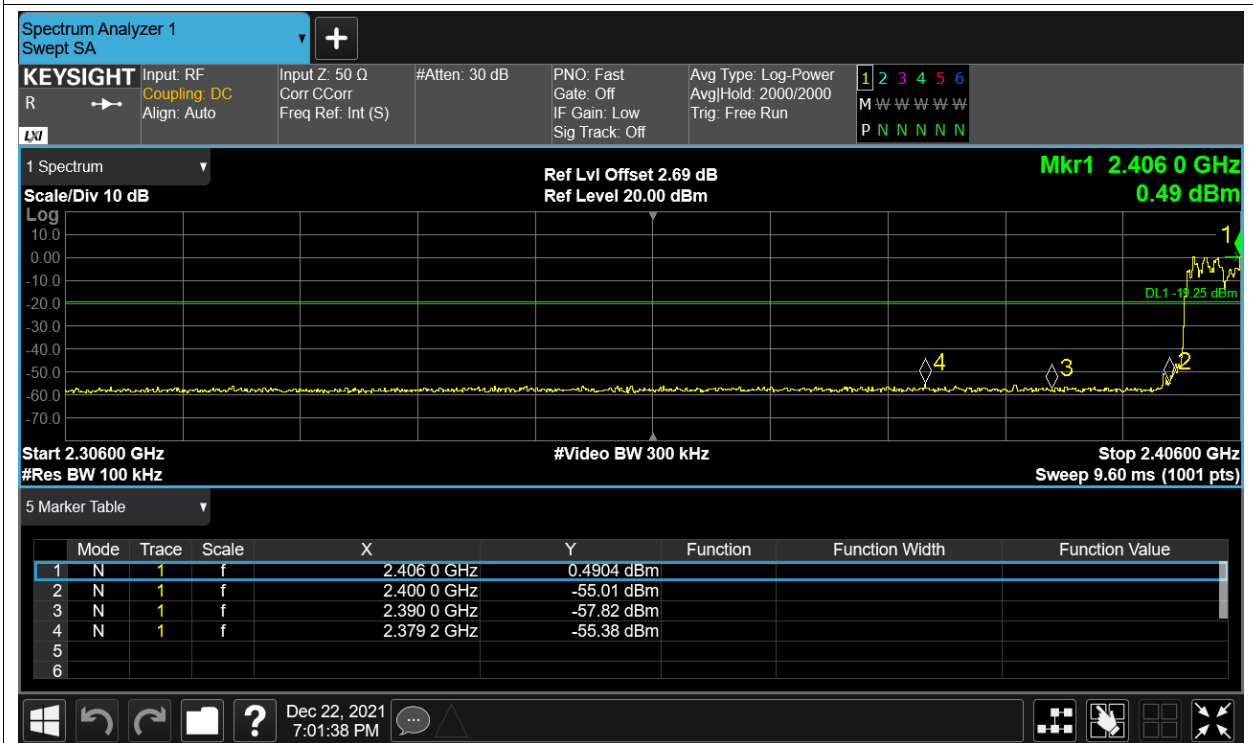 Spectrum Analyzer 1
Swept SA
KEYSIGHT Input: RF Input Z: 50 Ω #Atten: 30 dB PNO: Fast Avg Type: Log-Power 1 2 3 4 5 6
R Coupling: DC Corr CCorr Gate: Off Avg|Hold: 2000/2000 M W W W W W W
Align: Auto Freq Ref: Int (S) IF Gain: Low Trig: Free Run
LXI Sig Track: Off P N N N N N N
1 Spectrum Ref Lvl Offset 2.69 dB Mkr1 2.406 0 GHz
Scale/Div 10 dB Ref Level 20.00 dBm 0.49 dBm
Log
10.0 1
0.00
-10.0
-20.0 DL1 -19.25 dBm
-30.0
-40.0
-50.0 4 3 2
-60.0
-70.0
Start 2.30600 GHz #Video BW 300 kHz Stop 2.40600 GHz
#Res BW 100 kHz Sweep 9.60 ms (1001 pts)
5 Marker Table
Mode Trace Scale X Y Function Function Width Function Value
1 N 1 f 2.406 0 GHz 0.4904 dBm
2 N 1 f 2.400 0 GHz -55.01 dBm
3 N 1 f 2.390 0 GHz -57.82 dBm
4 N 1 f 2.379 2 GHz -55.38 dBm
5
6
? Dec 22, 2021
7:01:38 PM